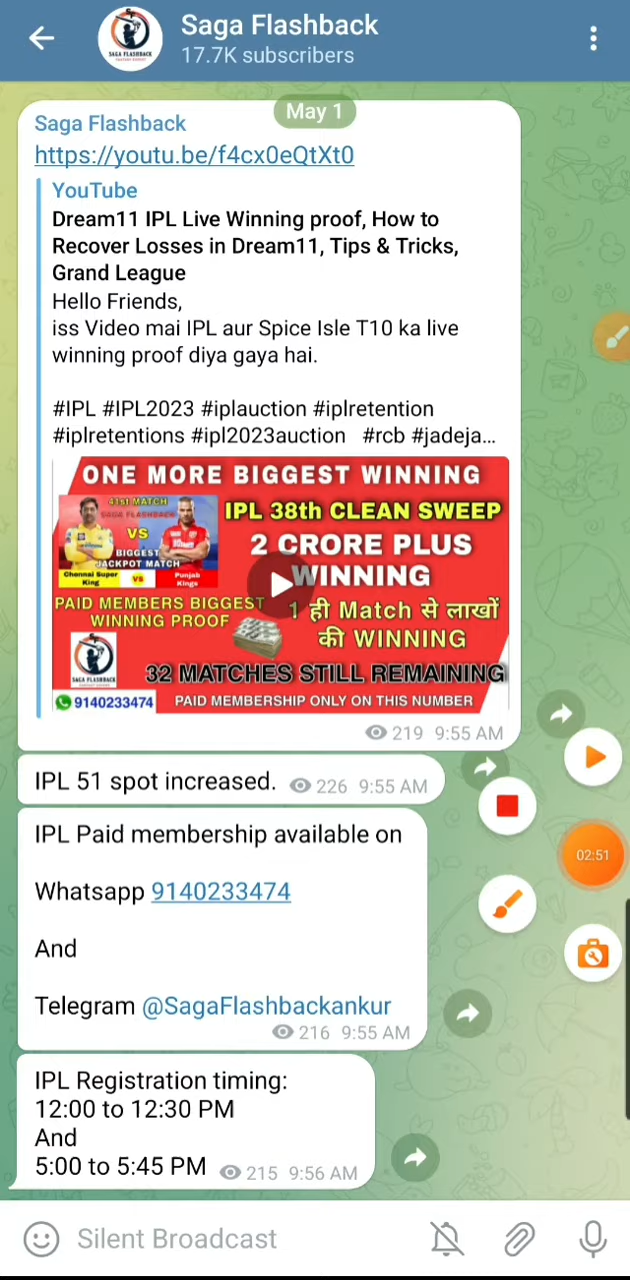 Saga Flashback
17.7K subscribers
May 1
Saga Flashback
https://youtu.be/f4cx0eQtXt0
YouTube
Dream11 IPL Live Winning proof, How to
Recover Losses in Dream11, Tips & Tricks,
Grand League
Hello Friends,
iss Video mai IPL aur Spice Isle T10 ka live
winning proof diya gaya hai.
#IPL #IPL2023 #iplauction #iplretention
#iplretentions #ipl2023auction #rcb #jadeja...
ONE MORE BIGGEST WINNING
41st MATCH
SAGA FLASHBACK
VS
BIGGEST
JACKPOT MATCH
Chennai Super
King
VS
Punjab
Kings
IPL 38th CLEAN SWEEP
2 CRORE PLUS
WINNING
PAID MEMBERS BIGGEST
WINNING PROOF
1 ही Match से लाखों
की WINNING
SAGA FLASHBACK
32 MATCHES STILL REMAINING
9140233474 PAID MEMBERSHIP ONLY ON THIS NUMBER
219 9:55 AM
IPL 51 spot increased. 226 9:55 AM
IPL Paid membership available on
Whatsapp 9140233474
And
Telegram @SagaFlashbackankur
216 9:55 AM
02:51
IPL Registration timing:
12:00 to 12:30 PM
And
5:00 to 5:45 PM 215 9:56 AM
Silent Broadcast